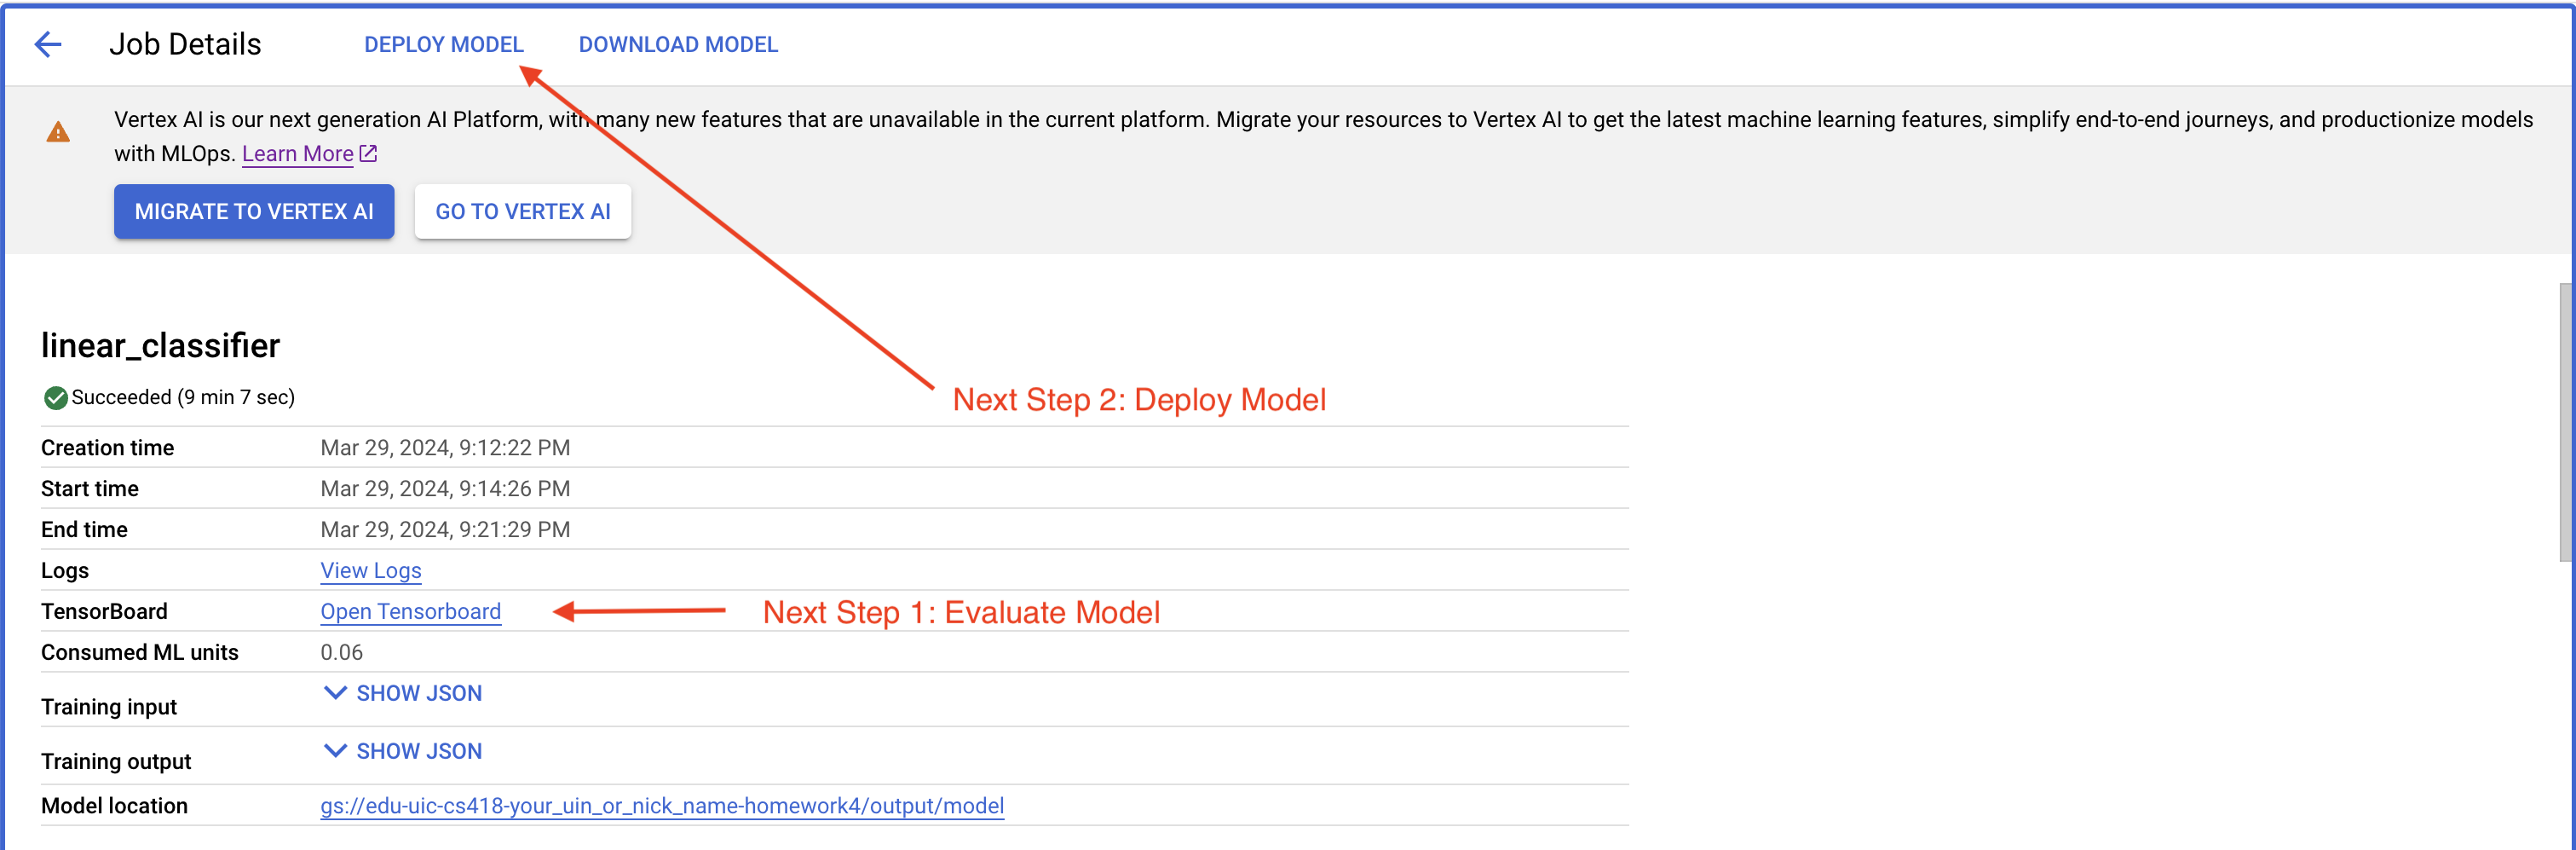 Job Details DEPLOY MODEL DOWNLOAD MODEL
Vertex AI is our next generation AI Platform, with many new features that are unavailable in the current platform. Migrate your resources to Vertex AI to get the latest machine learning features, simplify end-to-end journeys, and productionize models
with MLOps. Learn More
MIGRATE TO VERTEX AI GO TO VERTEX AI
linear_classifier
Succeeded (9 min 7 sec)
Next Step 2: Deploy Model
Creation time Mar 29, 2024, 9:12:22 PM
Start time Mar 29, 2024, 9:14:26 PM
End time Mar 29, 2024, 9:21:29 PM
Logs View Logs
TensorBoard Open Tensorboard Next Step 1: Evaluate Model
Consumed ML units 0.06
Training input SHOW JSON
Training output SHOW JSON
Model location gs://edu-uic-cs418-your_uin_or_nick_name-homework4/output/model